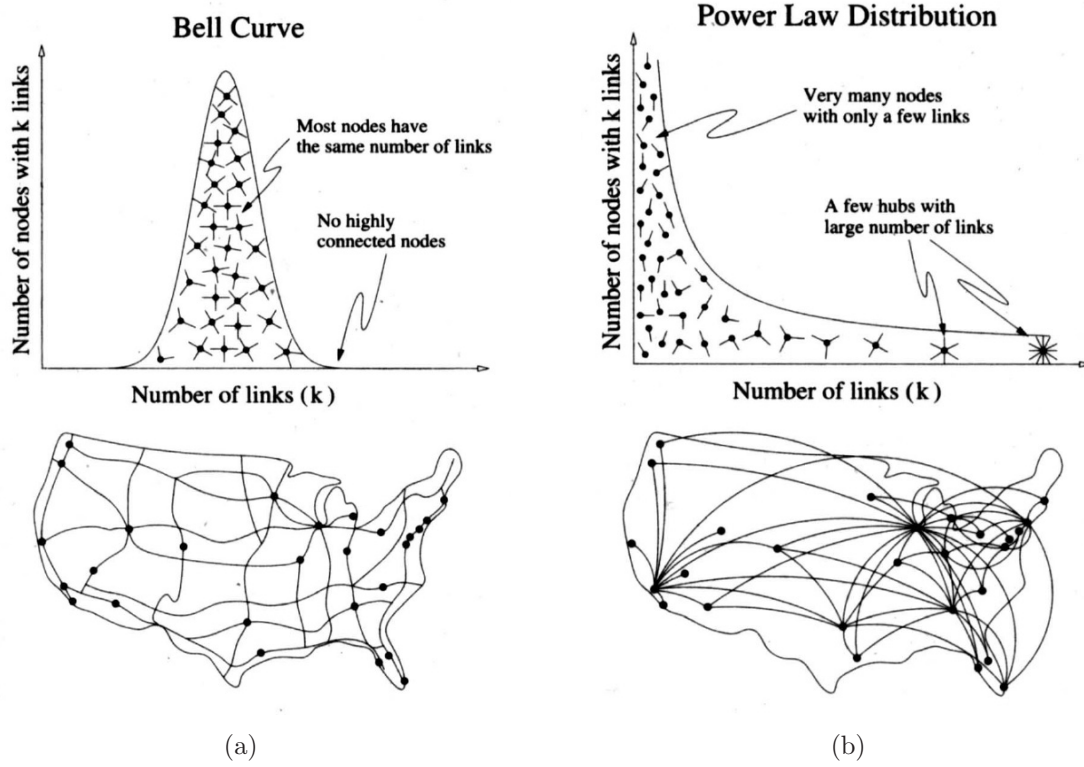 Bell Curve
Number of nodes with k links
Most nodes have
the same number of links
No highly
connected nodes
Number of links (k)
Power Law Distribution
Number of nodes with k links
Very many nodes
with only a few links
A few hubs with
large number of links
Number of links (k)
(a)
(b)